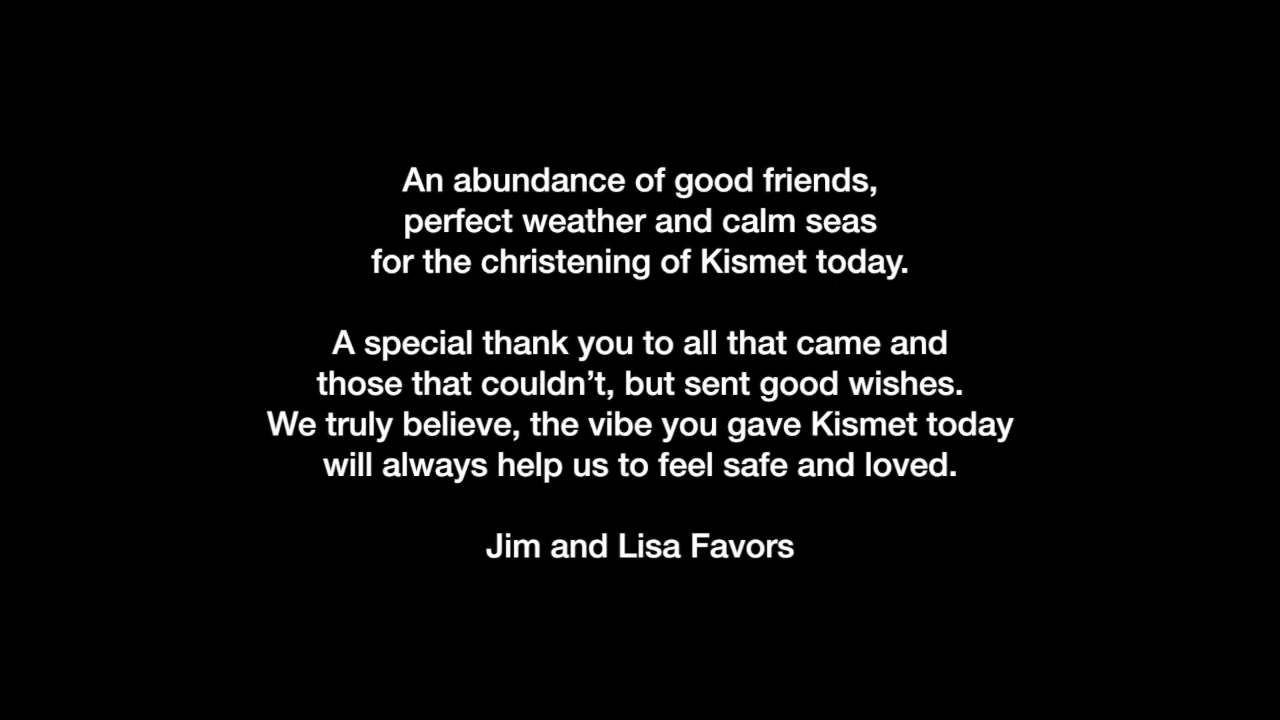 An abundance of good friends,
perfect weather and calm seas
for the christening of Kismet today.
A special thank you to all that came and
those that couldn’t, but sent good wishes.
We truly believe, the vibe you gave Kismet today
will always help us to feel safe and loved.
Jim and Lisa Favors